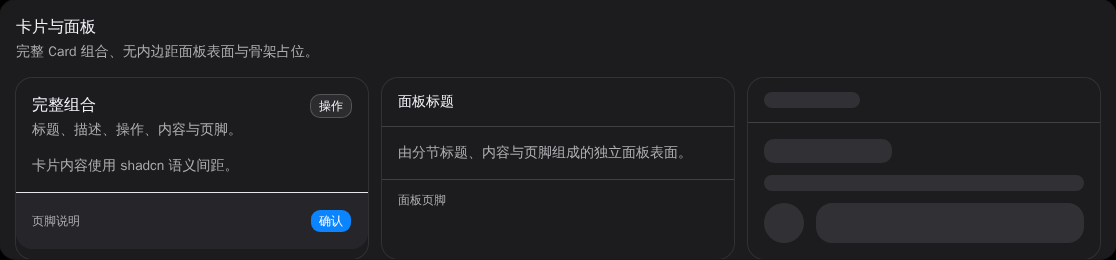 卡片与面板
完整 Card 组合、无内边距面板表面与骨架占位。
完整组合
操作
标题、描述、操作、内容与页脚。
卡片内容使用 shadcn 语义间距。
页脚说明
确认
面板标题
由分节标题、内容与页脚组成的独立面板表面。
面板页脚